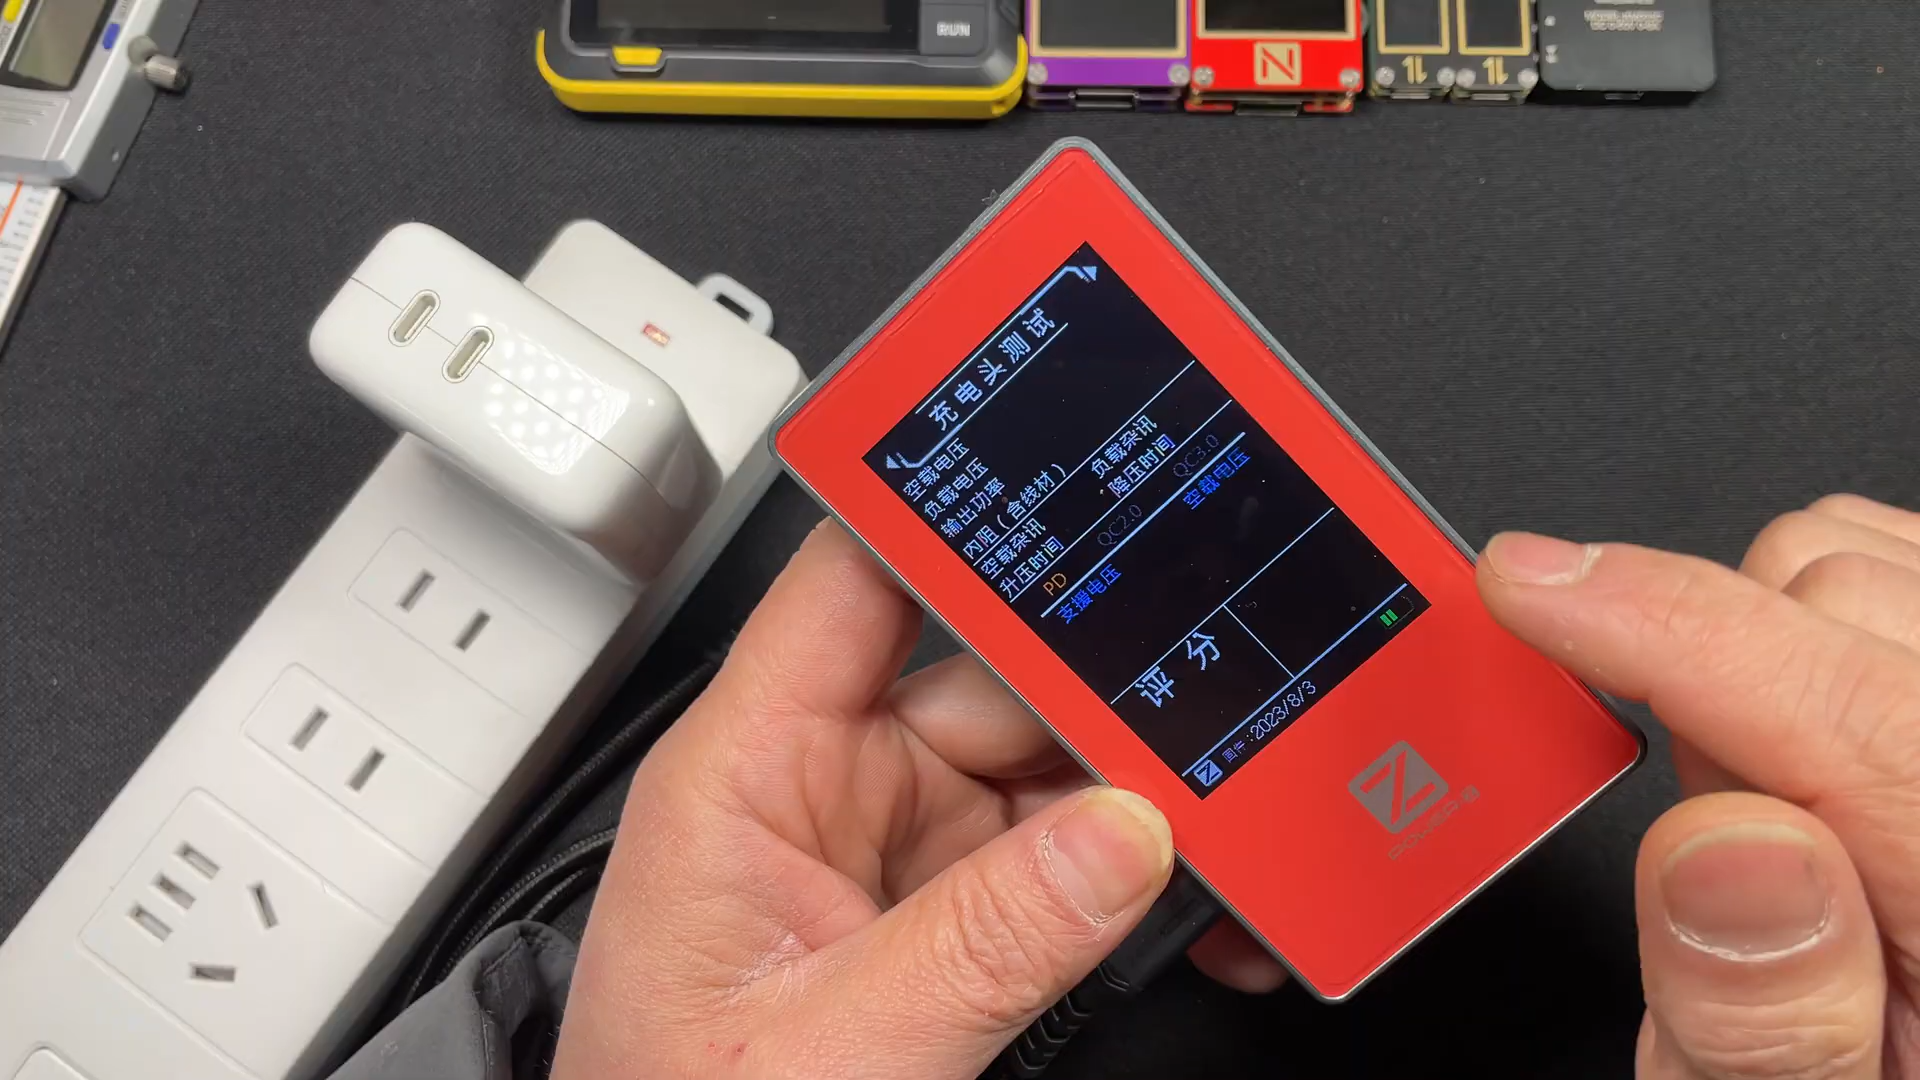 RUN
充电头测试
空载电压
负载电压
输出功率
内阻(含线材)
空载杂讯 负载杂讯
升压时间 降压时间
PD QC2.0 QC3.0
支援电压 空载电压
评分
固件:2023/8/3
Z
POWER-Z